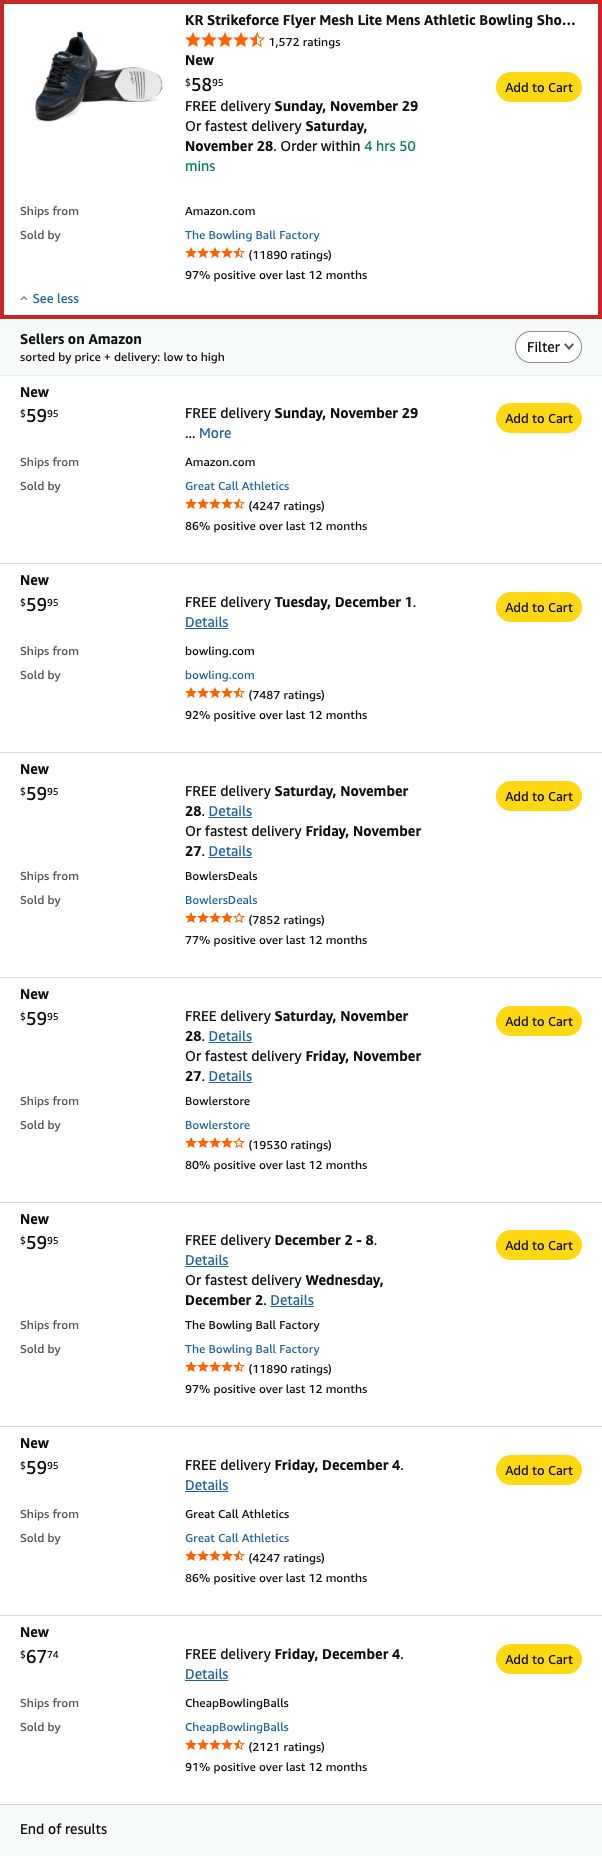 KR Strikeforce Flyer Mesh Lite Mens Athletic Bowling Sho...
1,572 ratings
New
$5895
FREE delivery Sunday, November 29
Or fastest delivery Saturday,
November 28. Order within 4 hrs 50
mins
Add to Cart
Ships from Amazon.com
Sold by The Bowling Ball Factory
(11890 ratings)
97% positive over last 12 months
See less
Sellers on Amazon
sorted by price + delivery: low to high
Filter
New
$5995
FREE delivery Sunday, November 29
... More
Add to Cart
Ships from Amazon.com
Sold by Great Call Athletics
(4247 ratings)
86% positive over last 12 months
New
$5995
FREE delivery Tuesday, December 1.
Details
Add to Cart
Ships from bowling.com
Sold by bowling.com
(7487 ratings)
92% positive over last 12 months
New
$5995
FREE delivery Saturday, November
28. Details
Or fastest delivery Friday, November
27. Details
Add to Cart
Ships from BowlersDeals
Sold by BowlersDeals
(7852 ratings)
77% positive over last 12 months
New
$5995
FREE delivery Saturday, November
28. Details
Or fastest delivery Friday, November
27. Details
Add to Cart
Ships from Bowlerstore
Sold by Bowlerstore
(19530 ratings)
80% positive over last 12 months
New
$5995
FREE delivery December 2 - 8.
Details
Or fastest delivery Wednesday,
December 2. Details
Add to Cart
Ships from The Bowling Ball Factory
Sold by The Bowling Ball Factory
(11890 ratings)
97% positive over last 12 months
New
$5995
FREE delivery Friday, December 4.
Details
Add to Cart
Ships from Great Call Athletics
Sold by Great Call Athletics
(4247 ratings)
86% positive over last 12 months
New
$6774
FREE delivery Friday, December 4.
Details
Add to Cart
Ships from CheapBowlingBalls
Sold by CheapBowlingBalls
(2121 ratings)
91% positive over last 12 months
End of results